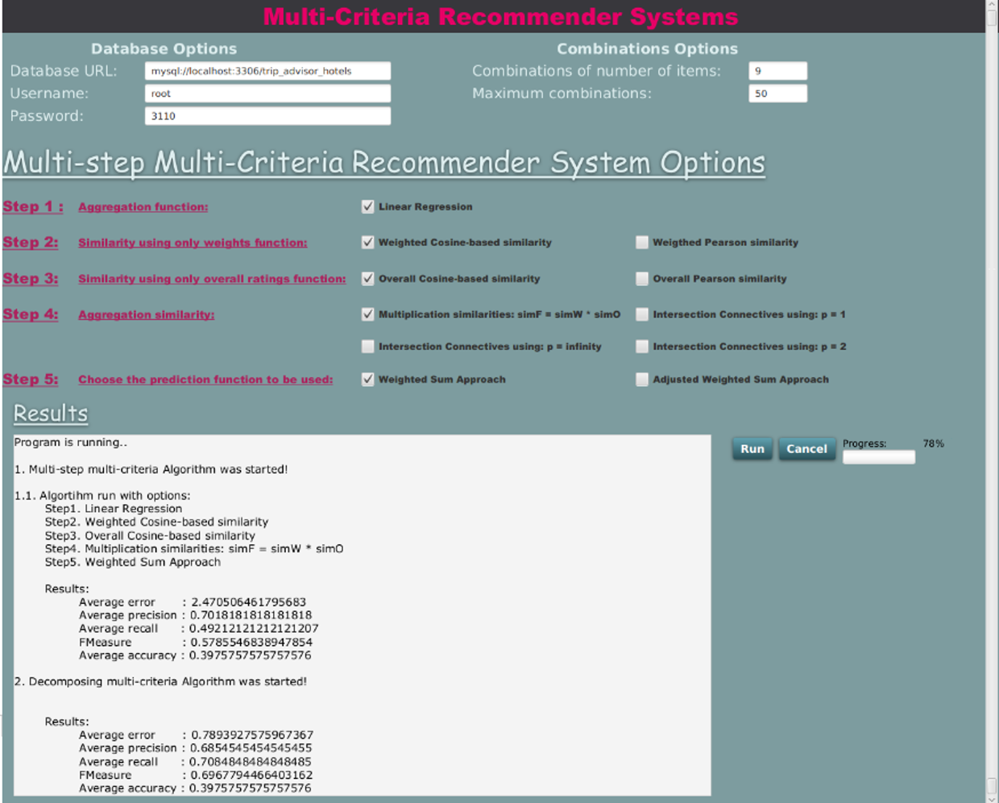 Multi-Criteria Recommender Systems
Database Options
Combinations Options
Database URL: mysql://localhost:3306/trip_advisor_hotels
Combinations of number of items: 9
Username: root
Maximum combinations: 50
Password: 3110
Multi-step Multi-Criteria Recommender System Options
Step 1 : Aggregation function: Linear Regression
Step 2: Similarity using only weights function: Weighted Cosine-based similarity Weigthed Pearson similarity
Step 3: Similarity using only overall ratings function: Overall Cosine-based similarity Overall Pearson similarity
Step 4: Aggregation similarity: Multiplication similarities: simF = simW * simO Intersection Connectives using: p = 1
Intersection Connectives using: p = infinity Intersection Connectives using: p = 2
Step 5: Choose the prediction function to be used: Weighted Sum Approach Adjusted Weighted Sum Approach
Results
Program is running..
1. Multi-step multi-criteria Algorithm was started!
1.1. Algortihm run with options:
Step1. Linear Regression
Step2. Weighted Cosine-based similarity
Step3. Overall Cosine-based similarity
Step4. Multiplication similarities: simF = simW * simO
Step5. Weighted Sum Approach
Results:
Average error : 2.470506461795683
Average precision : 0.7018181818181818
Average recall : 0.49212121212121207
FMeasure : 0.5785546838947854
Average accuracy : 0.3975757575757576
2. Decomposing multi-criteria Algorithm was started!
Results:
Average error : 0.7893927575967367
Average precision : 0.6854545454545455
Average recall : 0.7084848484848485
FMeasure : 0.6967794466403162
Average accuracy : 0.3975757575757576
Run Cancel Progress: 78%